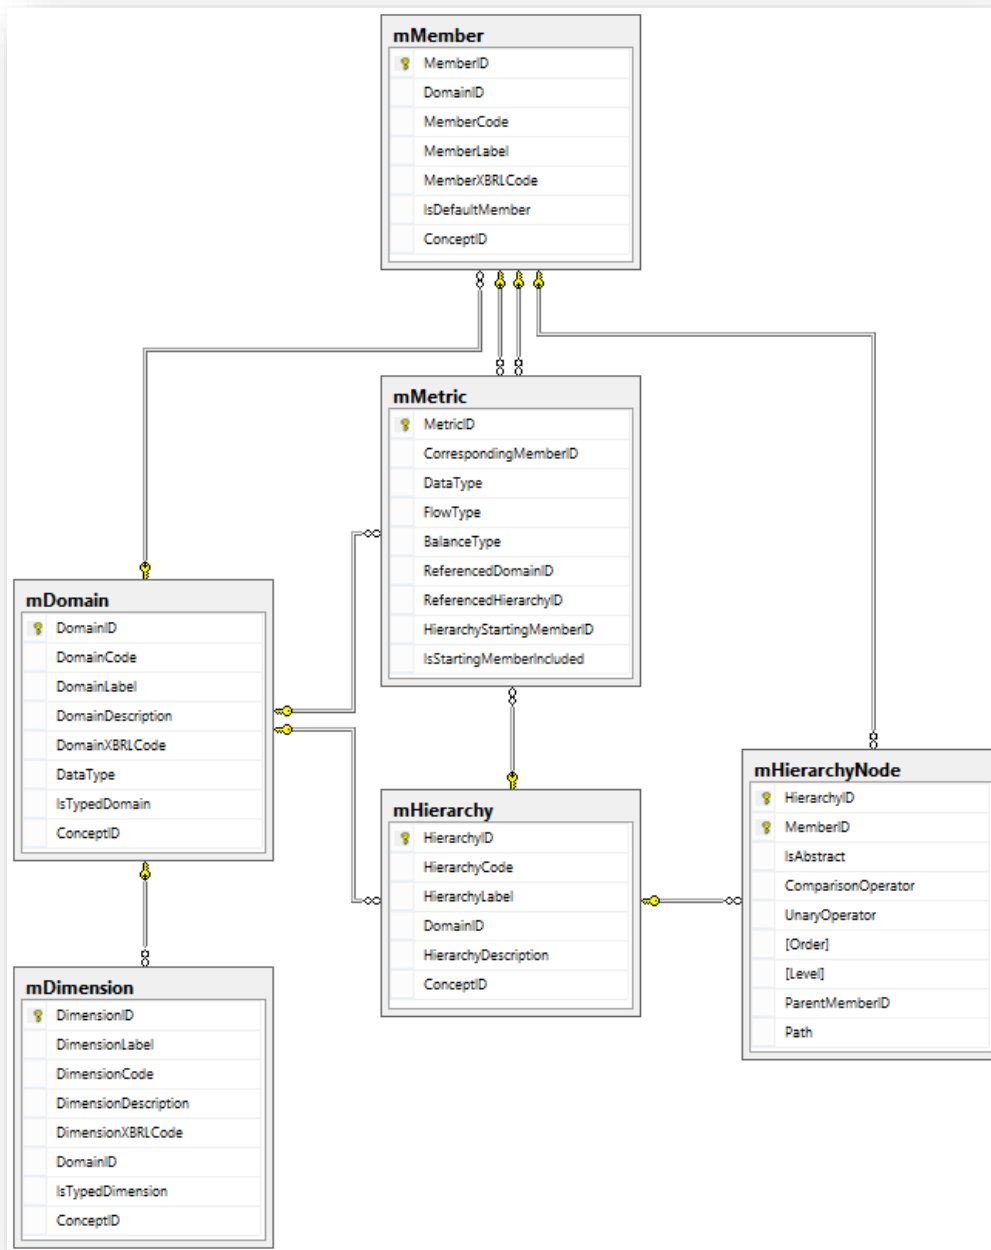 mMember
MemberID
DomainID
MemberCode
MemberLabel
MemberXBRLCode
IsDefaultMember
ConceptID
mMetric
MetricID
CorrespondingMemberID
DataType
FlowType
BalanceType
ReferencedDomainID
ReferencedHierarchyID
HierarchyStartingMemberID
IsStartingMemberIncluded
mDomain
DomainID
DomainCode
DomainLabel
DomainDescription
DomainXBRLCode
DataType
IsTypedDomain
ConceptID
mHierarchy
HierarchyID
HierarchyCode
HierarchyLabel
DomainID
HierarchyDescription
ConceptID
mHierarchyNode
HierarchyID
MemberID
IsAbstract
ComparisonOperator
UnaryOperator
[Order]
[Level]
ParentMemberID
Path
mDimension
DimensionID
DimensionLabel
DimensionCode
DimensionDescription
DimensionXBRLCode
DomainID
IsTypedDimension
ConceptID